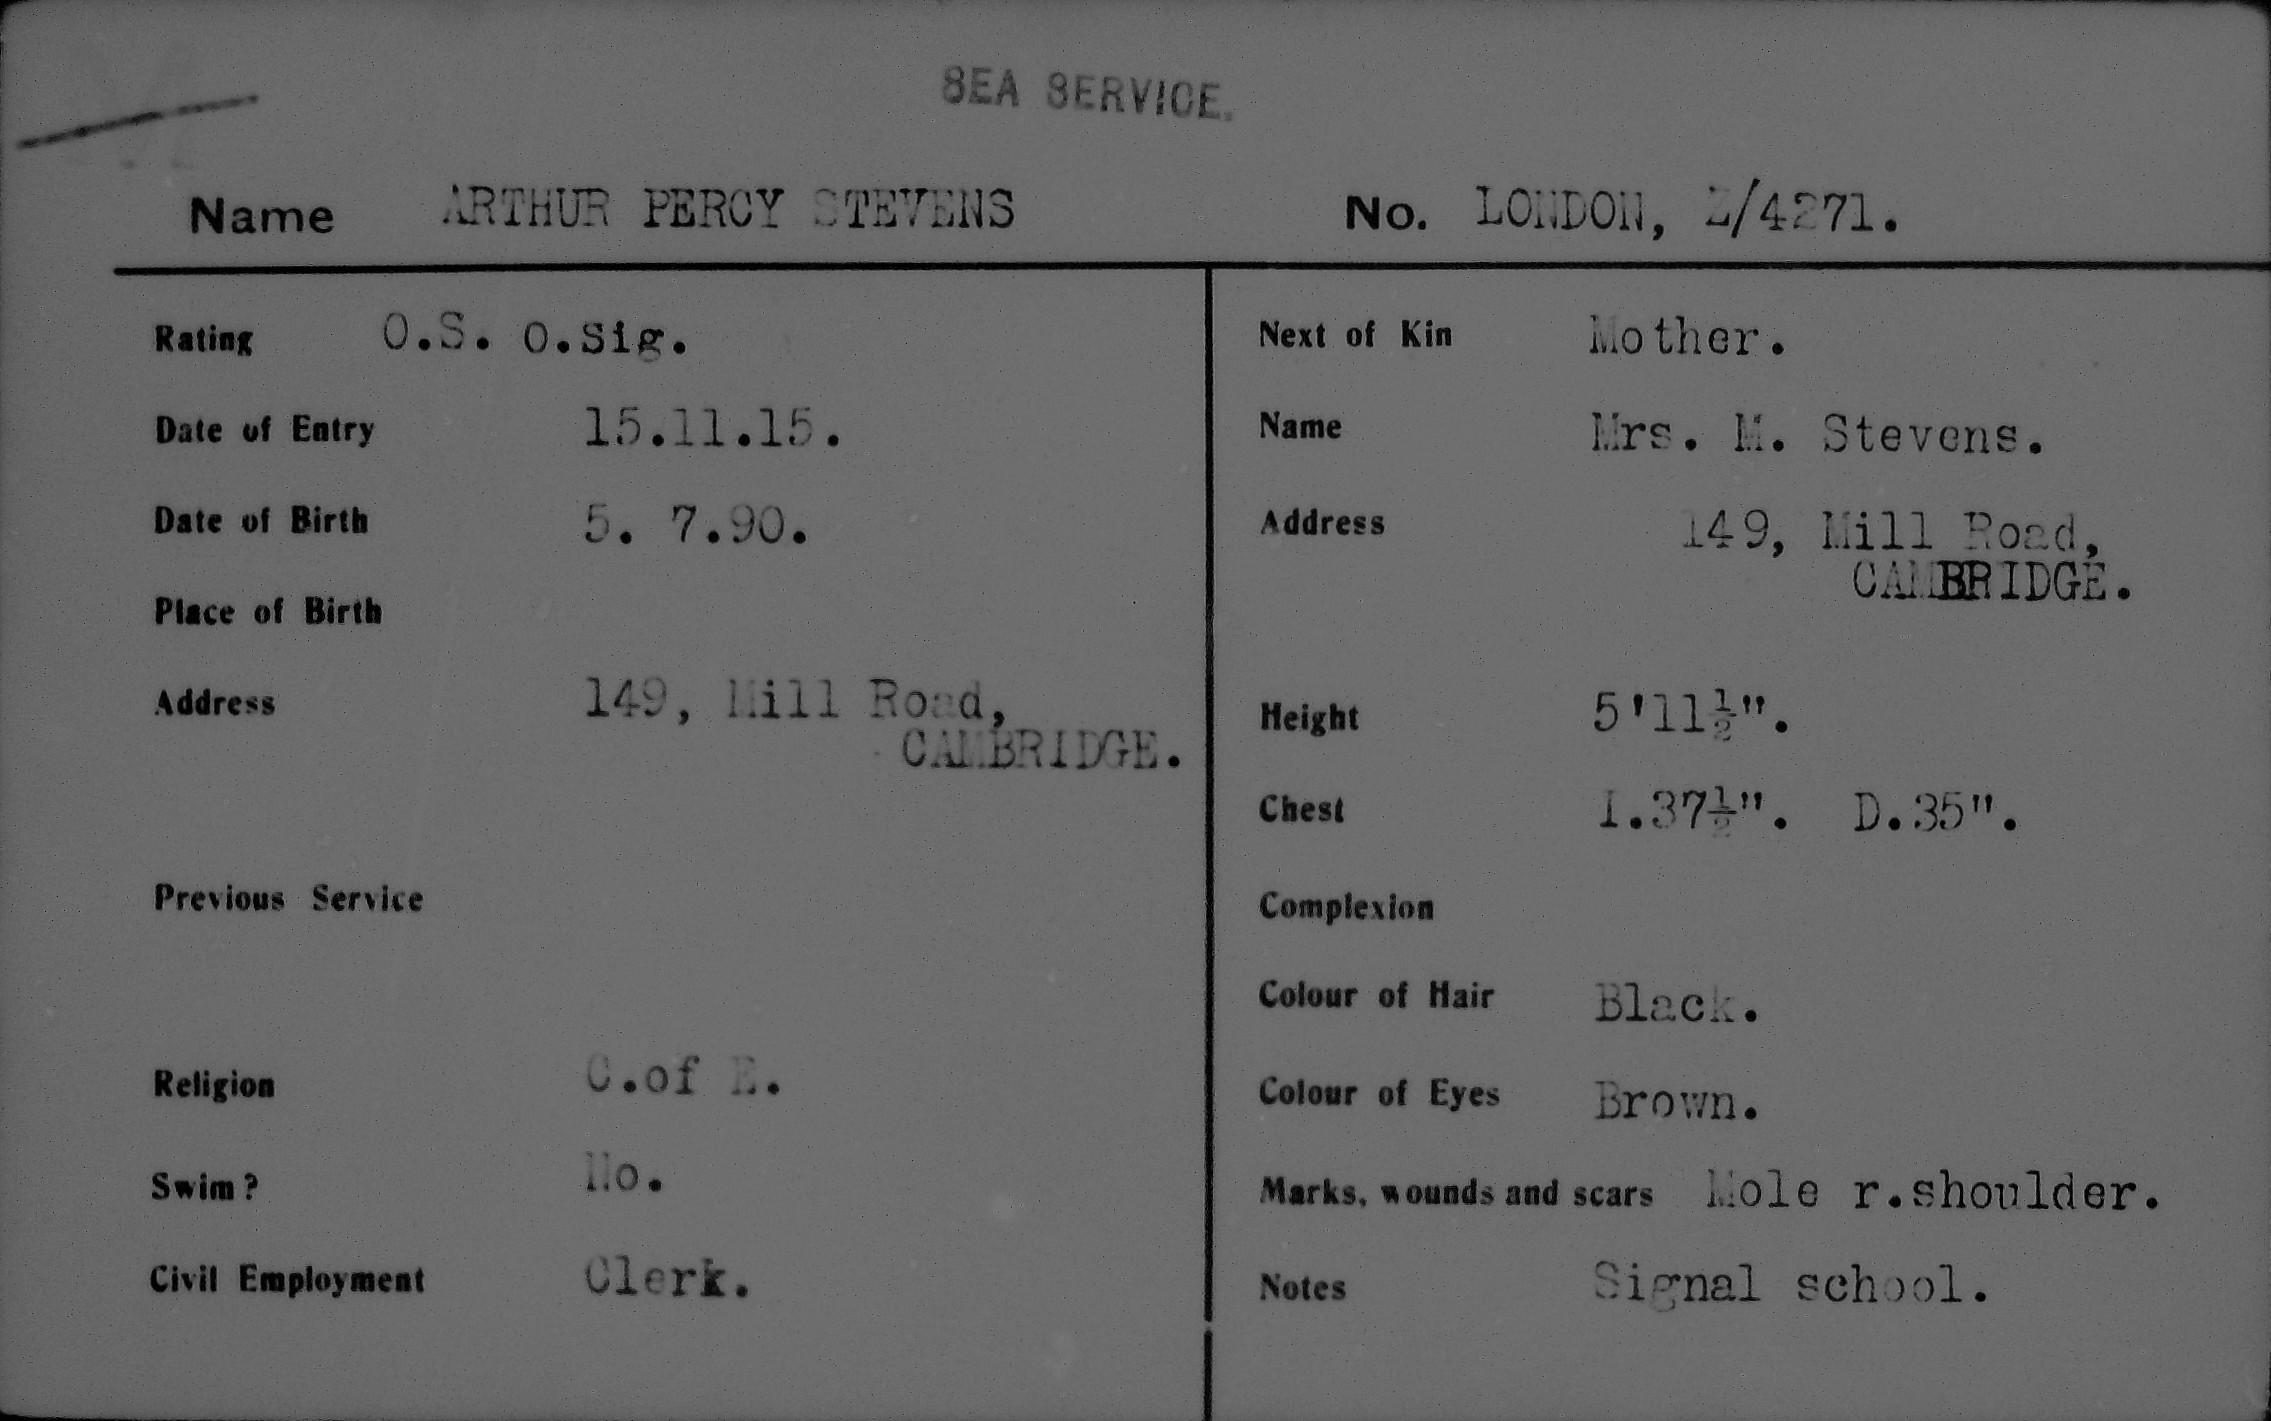 SEA SERVICE.
Name ARTHUR PERCY STEVENS No. LONDON, Z/4271.
Rating O.S. O.Sig.
Date of Entry 15.11.15.
Date of Birth 5. 7.90.
Place of Birth
Address 149, Mill Road,
CAMBRIDGE.
Previous Service
Religion C.of E.
Swim? No.
Civil Employment Clerk.
Next of Kin Mother.
Name Mrs. M. Stevens.
Address 149, Mill Road,
CAMBRIDGE.
Height 5'11½".
Chest I.37½". D.35".
Complexion
Colour of Hair Black.
Colour of Eyes Brown.
Marks, wounds and scars Mole r.shoulder.
Notes Signal school.